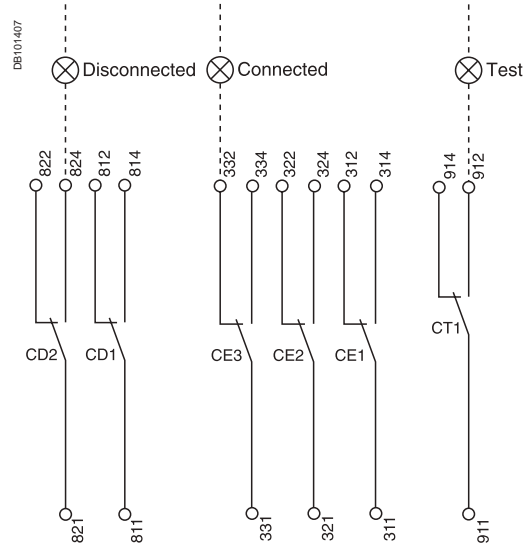 DB101407
Disconnected
Connected
Test
822
824
812
814
332
334
322
324
312
314
914
912
CD2
CD1
CE3
CE2
CE1
CT1
821
811
331
321
311
911